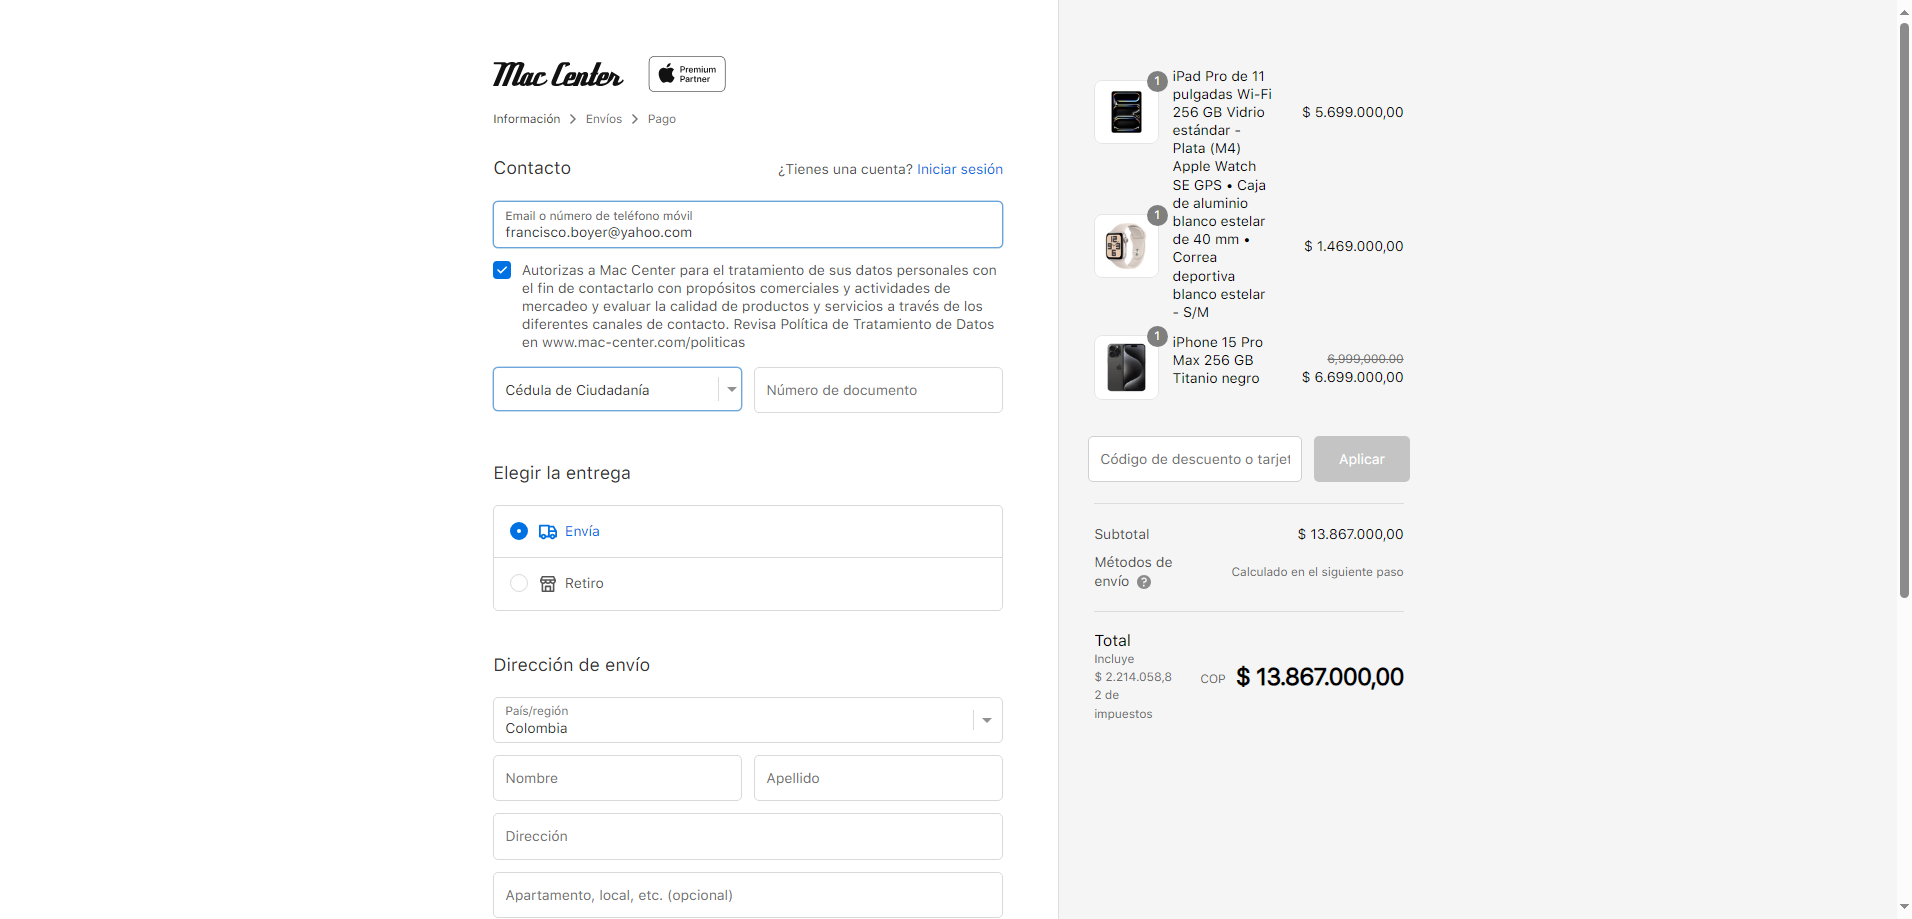 Mac Center
Premium
Partner
Información
Envíos
Pago
Contacto
¿Tienes una cuenta? Iniciar sesión
Email o número de teléfono móvil
francisco.boyer@yahoo.com
Autorizas a Mac Center para el tratamiento de sus datos personales con
el fin de contactarlo con propósitos comerciales y actividades de
mercadeo y evaluar la calidad de productos y servicios a través de los
diferentes canales de contacto. Revisa Política de Tratamiento de Datos
en www.mac-center.com/politicas
Cédula de Ciudadanía
Número de documento
Elegir la entrega
Envía
Retiro
Dirección de envío
País/región
Colombia
Nombre
Apellido
Dirección
Apartamento, local, etc. (opcional)
1
iPad Pro de 11
pulgadas Wi-Fi
256 GB Vidrio
estándar -
Plata (M4)
$ 5.699.000,00
1
Apple Watch
SE GPS • Caja
de aluminio
blanco estelar
de 40 mm •
Correa
deportiva
blanco estelar
- S/M
$ 1.469.000,00
1
iPhone 15 Pro
Max 256 GB
Titanio negro
6,999,000.00
$ 6.699.000,00
Código de descuento o tarjet
Aplicar
Subtotal
$ 13.867.000,00
Métodos de
envío ?
Calculado en el siguiente paso
Total
Incluye
$ 2.214.058,8
2 de
impuestos
COP $ 13.867.000,00